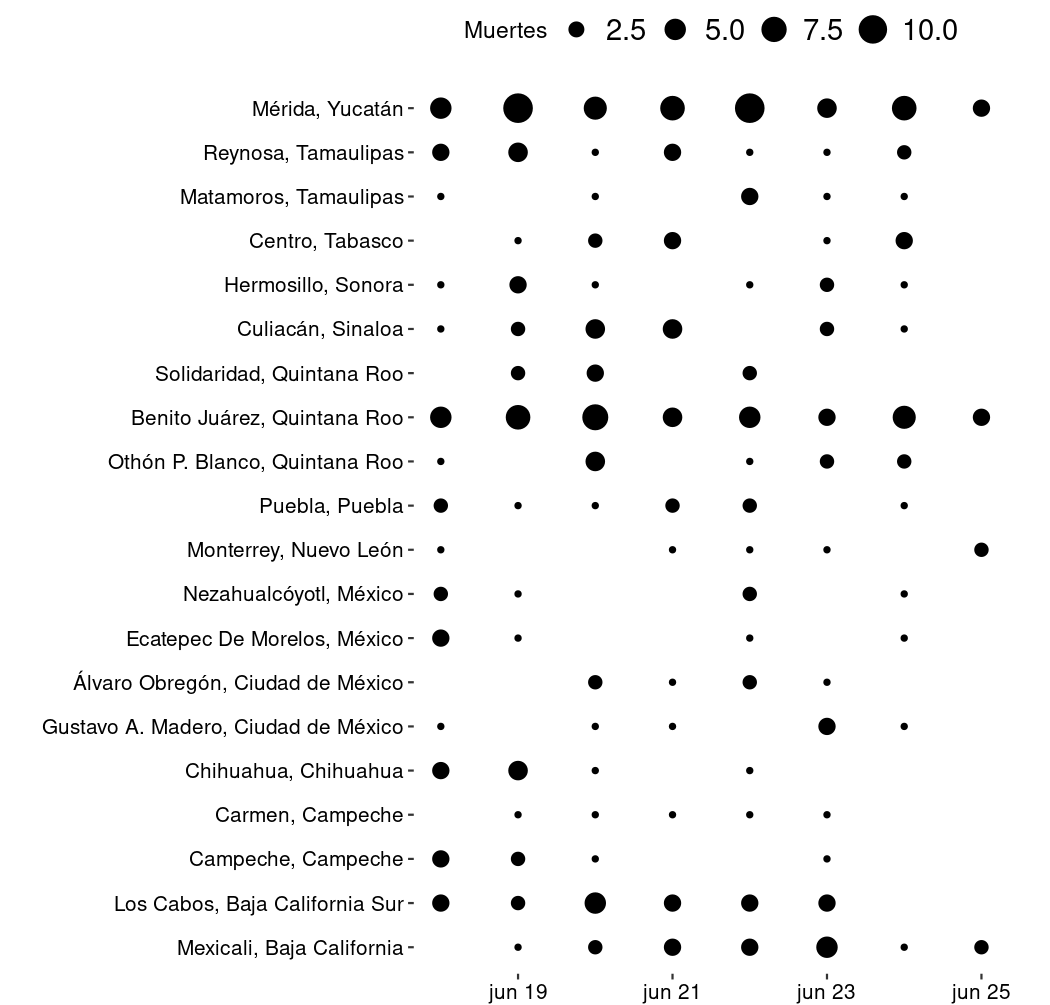 Muertes 2.5 5.0 7.5 10.0
Mérida, Yucatán
Reynosa, Tamaulipas
Matamoros, Tamaulipas
Centro, Tabasco
Hermosillo, Sonora
Culiacán, Sinaloa
Solidaridad, Quintana Roo
Benito Juárez, Quintana Roo
Othón P. Blanco, Quintana Roo
Puebla, Puebla
Monterrey, Nuevo León
Nezahualcóyotl, México
Ecatepec De Morelos, México
Álvaro Obregón, Ciudad de México
Gustavo A. Madero, Ciudad de México
Chihuahua, Chihuahua
Carmen, Campeche
Campeche, Campeche
Los Cabos, Baja California Sur
Mexicali, Baja California
jun 19 jun 21 jun 23 jun 25